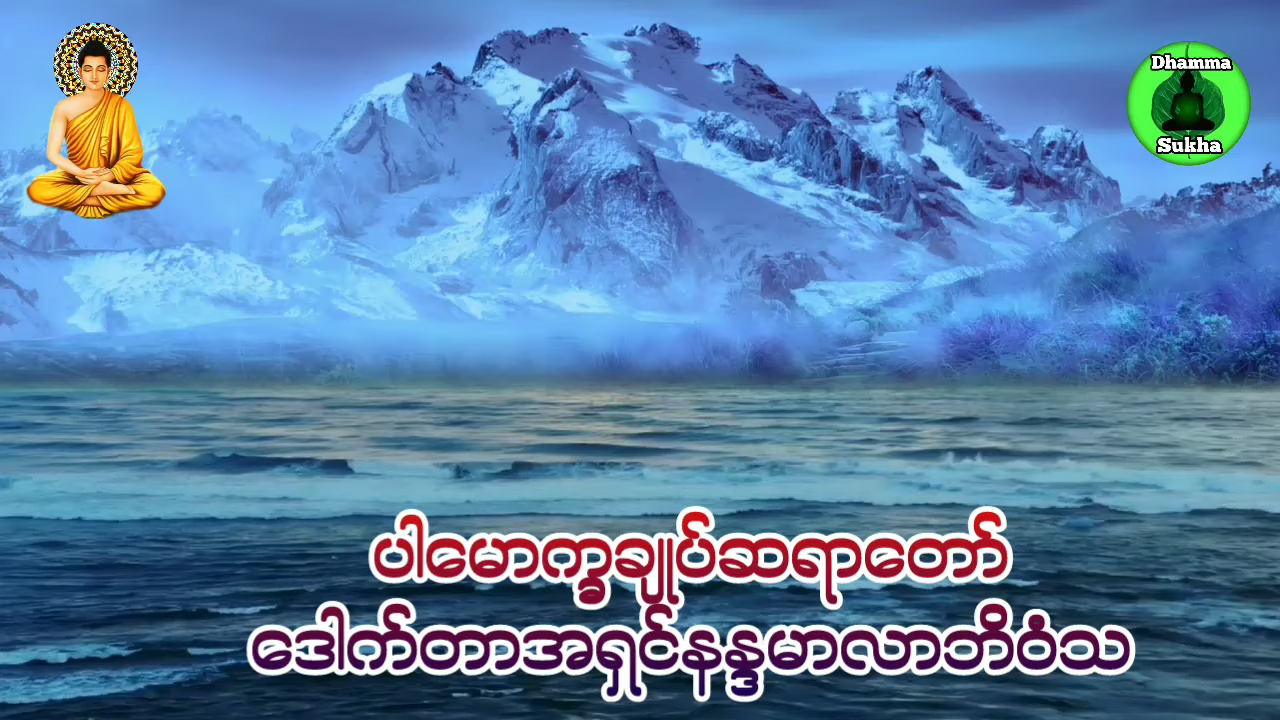 Dhamma
Sukha
ပါမောက္ခချုပ်ဆရာတော်
ဒေါက်တာအရှင်နန္ဒမာလာဘိဝံသ